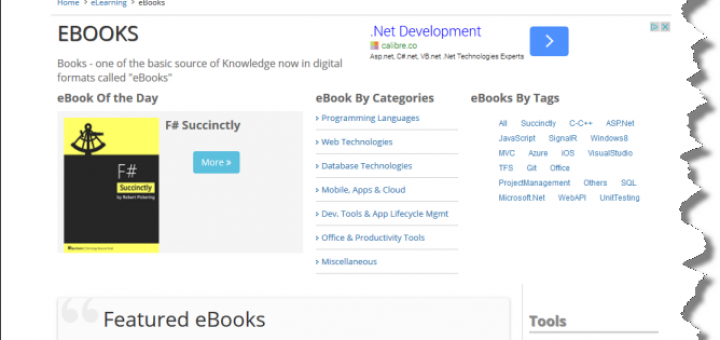 Home > eLearning > eBooks
EBOOKS
.Net Development
calibre.co
Asp.net, C#.net, VB.net .Net Technologies Experts
Books - one of the basic source of Knowledge now in digital
formats called "eBooks"
eBook Of the Day
F# Succinctly
More »
F#
Succinctly
by Robert Pickering
eBook By Categories
› Programming Languages
› Web Technologies
› Database Technologies
› Mobile, Apps & Cloud
› Dev. Tools & App Lifecycle Mgmt
› Office & Productivity Tools
› Miscellaneous
eBooks By Tags
All Succinctly C-C++ ASP.Net
JavaScript SignalR Windows8
MVC Azure iOS VisualStudio
TFS Git Office
ProjectManagement Others SQL
Microsoft.Net WebAPI UnitTesting
Featured eBooks
Tools